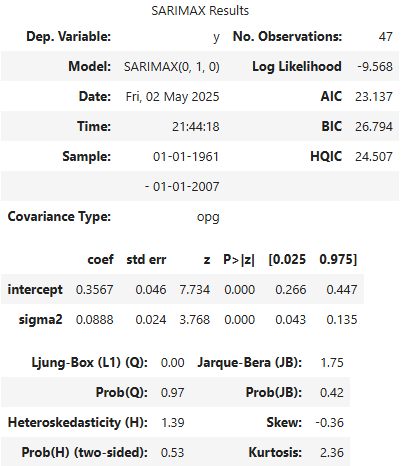 SARIMAX Results
Dep. Variable: y No. Observations: 47
Model: SARIMAX(0, 1, 0) Log Likelihood -9.568
Date: Fri, 02 May 2025 AIC 23.137
Time: 21:44:18 BIC 26.794
Sample: 01-01-1961 HQIC 24.507
- 01-01-2007
Covariance Type: opg
coef std err z P>|z| [0.025 0.975]
intercept 0.3567 0.046 7.734 0.000 0.266 0.447
sigma2 0.0888 0.024 3.768 0.000 0.043 0.135
Ljung-Box (L1) (Q): 0.00 Jarque-Bera (JB): 1.75
Prob(Q): 0.97 Prob(JB): 0.42
Heteroskedasticity (H): 1.39 Skew: -0.36
Prob(H) (two-sided): 0.53 Kurtosis: 2.36